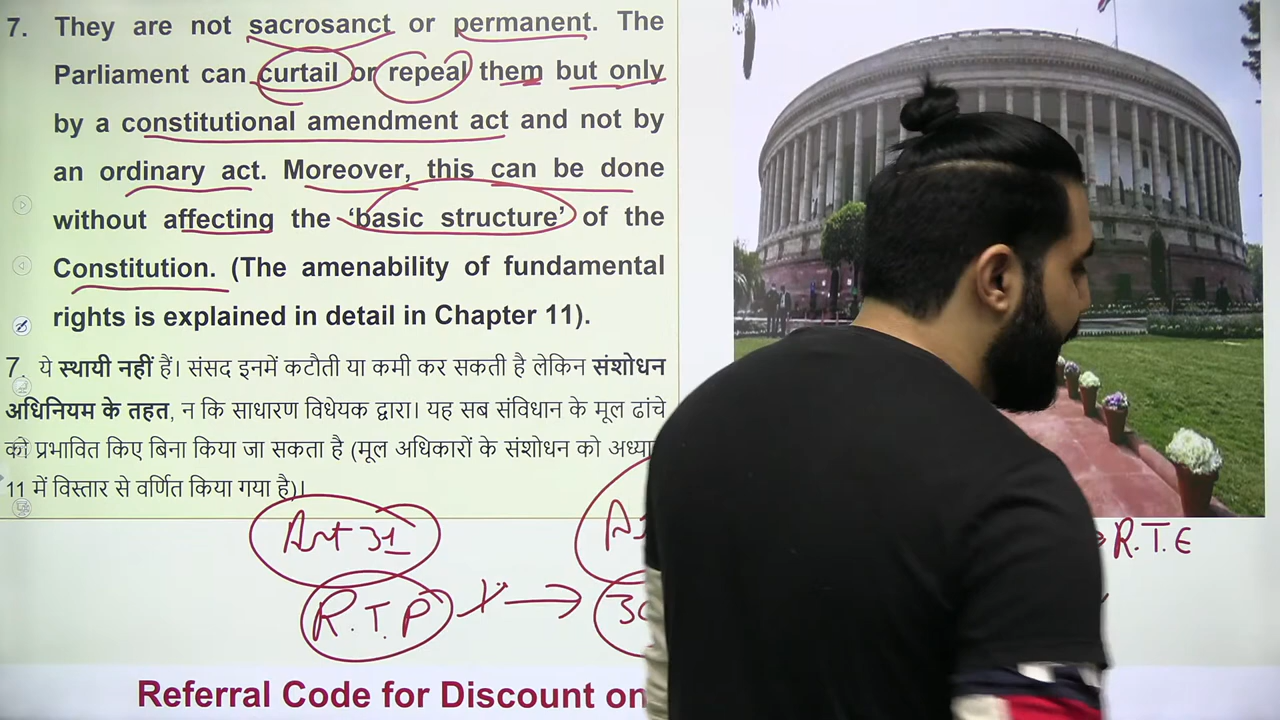 7. They are not sacrosanct or permanent. The
Parliament can curtail or repeal them but only
by a constitutional amendment act and not by
an ordinary act. Moreover, this can be done
without affecting the 'basic structure' of the
Constitution. (The amenability of fundamental
rights is explained in detail in Chapter 11).
7. ये स्थायी नहीं हैं। संसद इनमें कटौती या कमी कर सकती है लेकिन संशोधन
अधिनियम के तहत, न कि साधारण विधेयक द्वारा। यह सब संविधान के मूल ढांचे
को प्रभावित किए बिना किया जा सकता है (मूल अधिकारों के संशोधन को
11 में विस्तार से वर्णित किया गया है)।
Art 31
R.T.E
R.T.P
Referral Code for Discount on